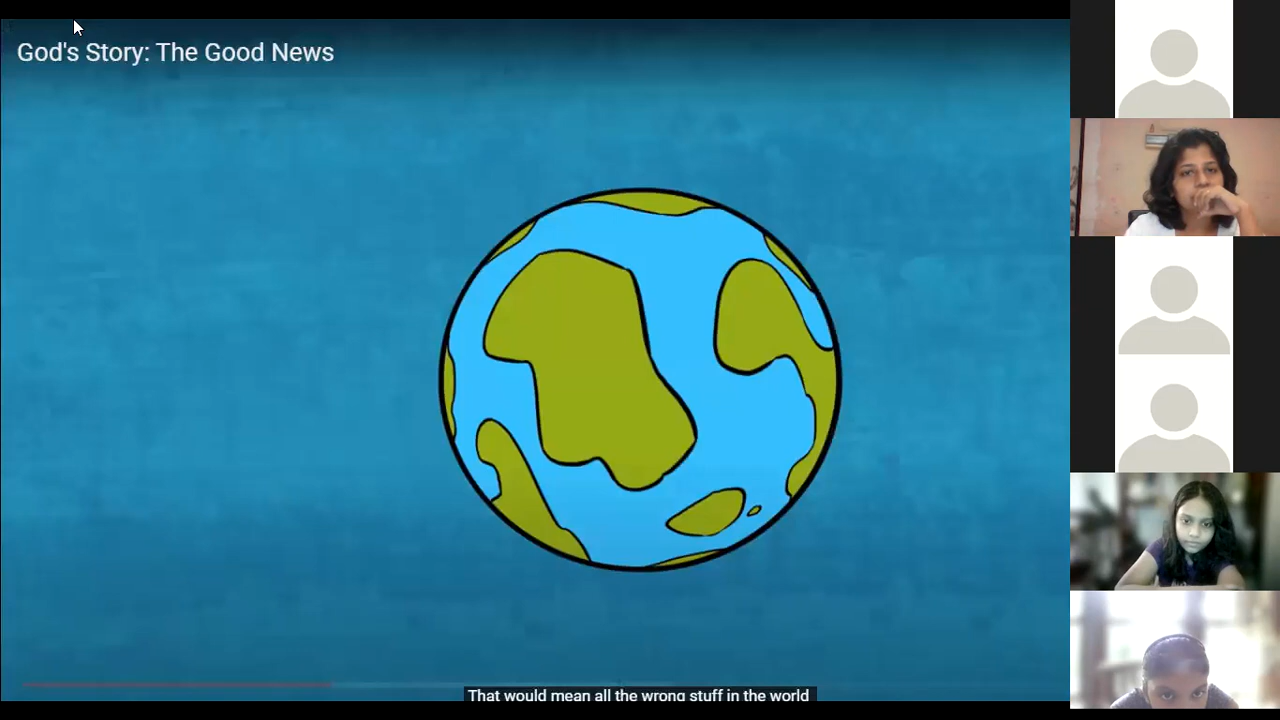 God's Story: The Good News
That would mean all the wrong stuff in the world